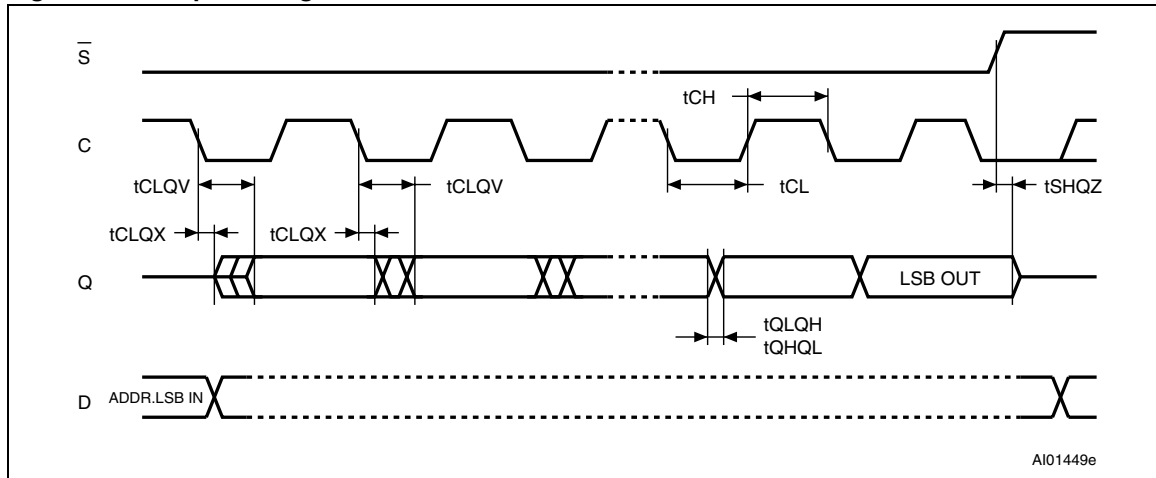 S
tCH
C
tCLQV
tCLQV
tCL
tSHQZ
tCLQX
tCLQX
Q
LSB OUT
tQLQH
tQHQL
D
ADDR.LSB IN
AI01449e